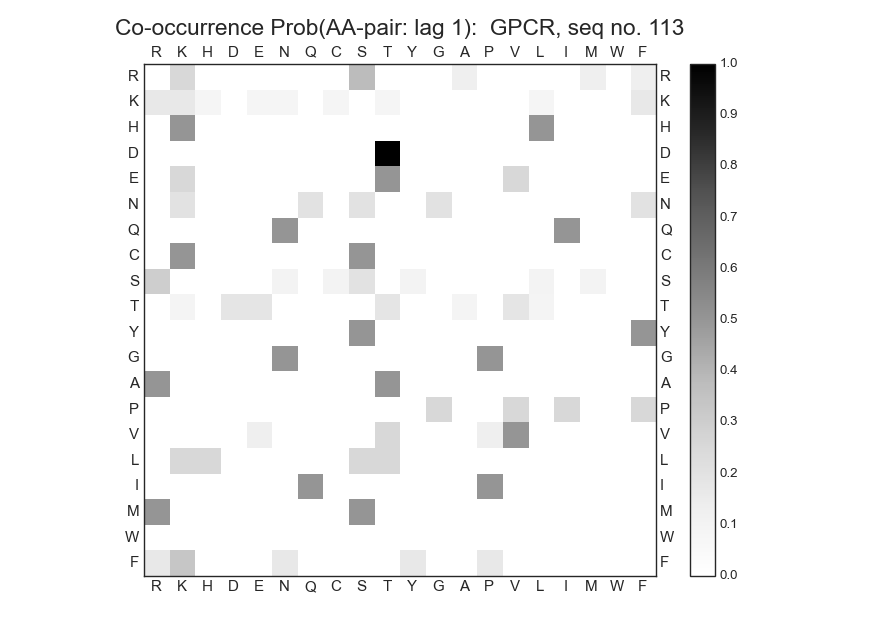 Co-occurrence Prob(AA-pair: lag 1):  GPCR, seq no. 113
R K H D E N Q C S T Y G A P V L I M W F
R R 1.0
K K
0.9
H H
D D 0.8
E E
0.7
N N
Q Q 0.6
C C
S S
0.5
T T
Y Y
0.4
G G
A A
0.3
P P
V V
0.2
L L
I I
0.1
M M
W W
F F
0.0
R K H D E N Q C S T Y G A P V L I M W F